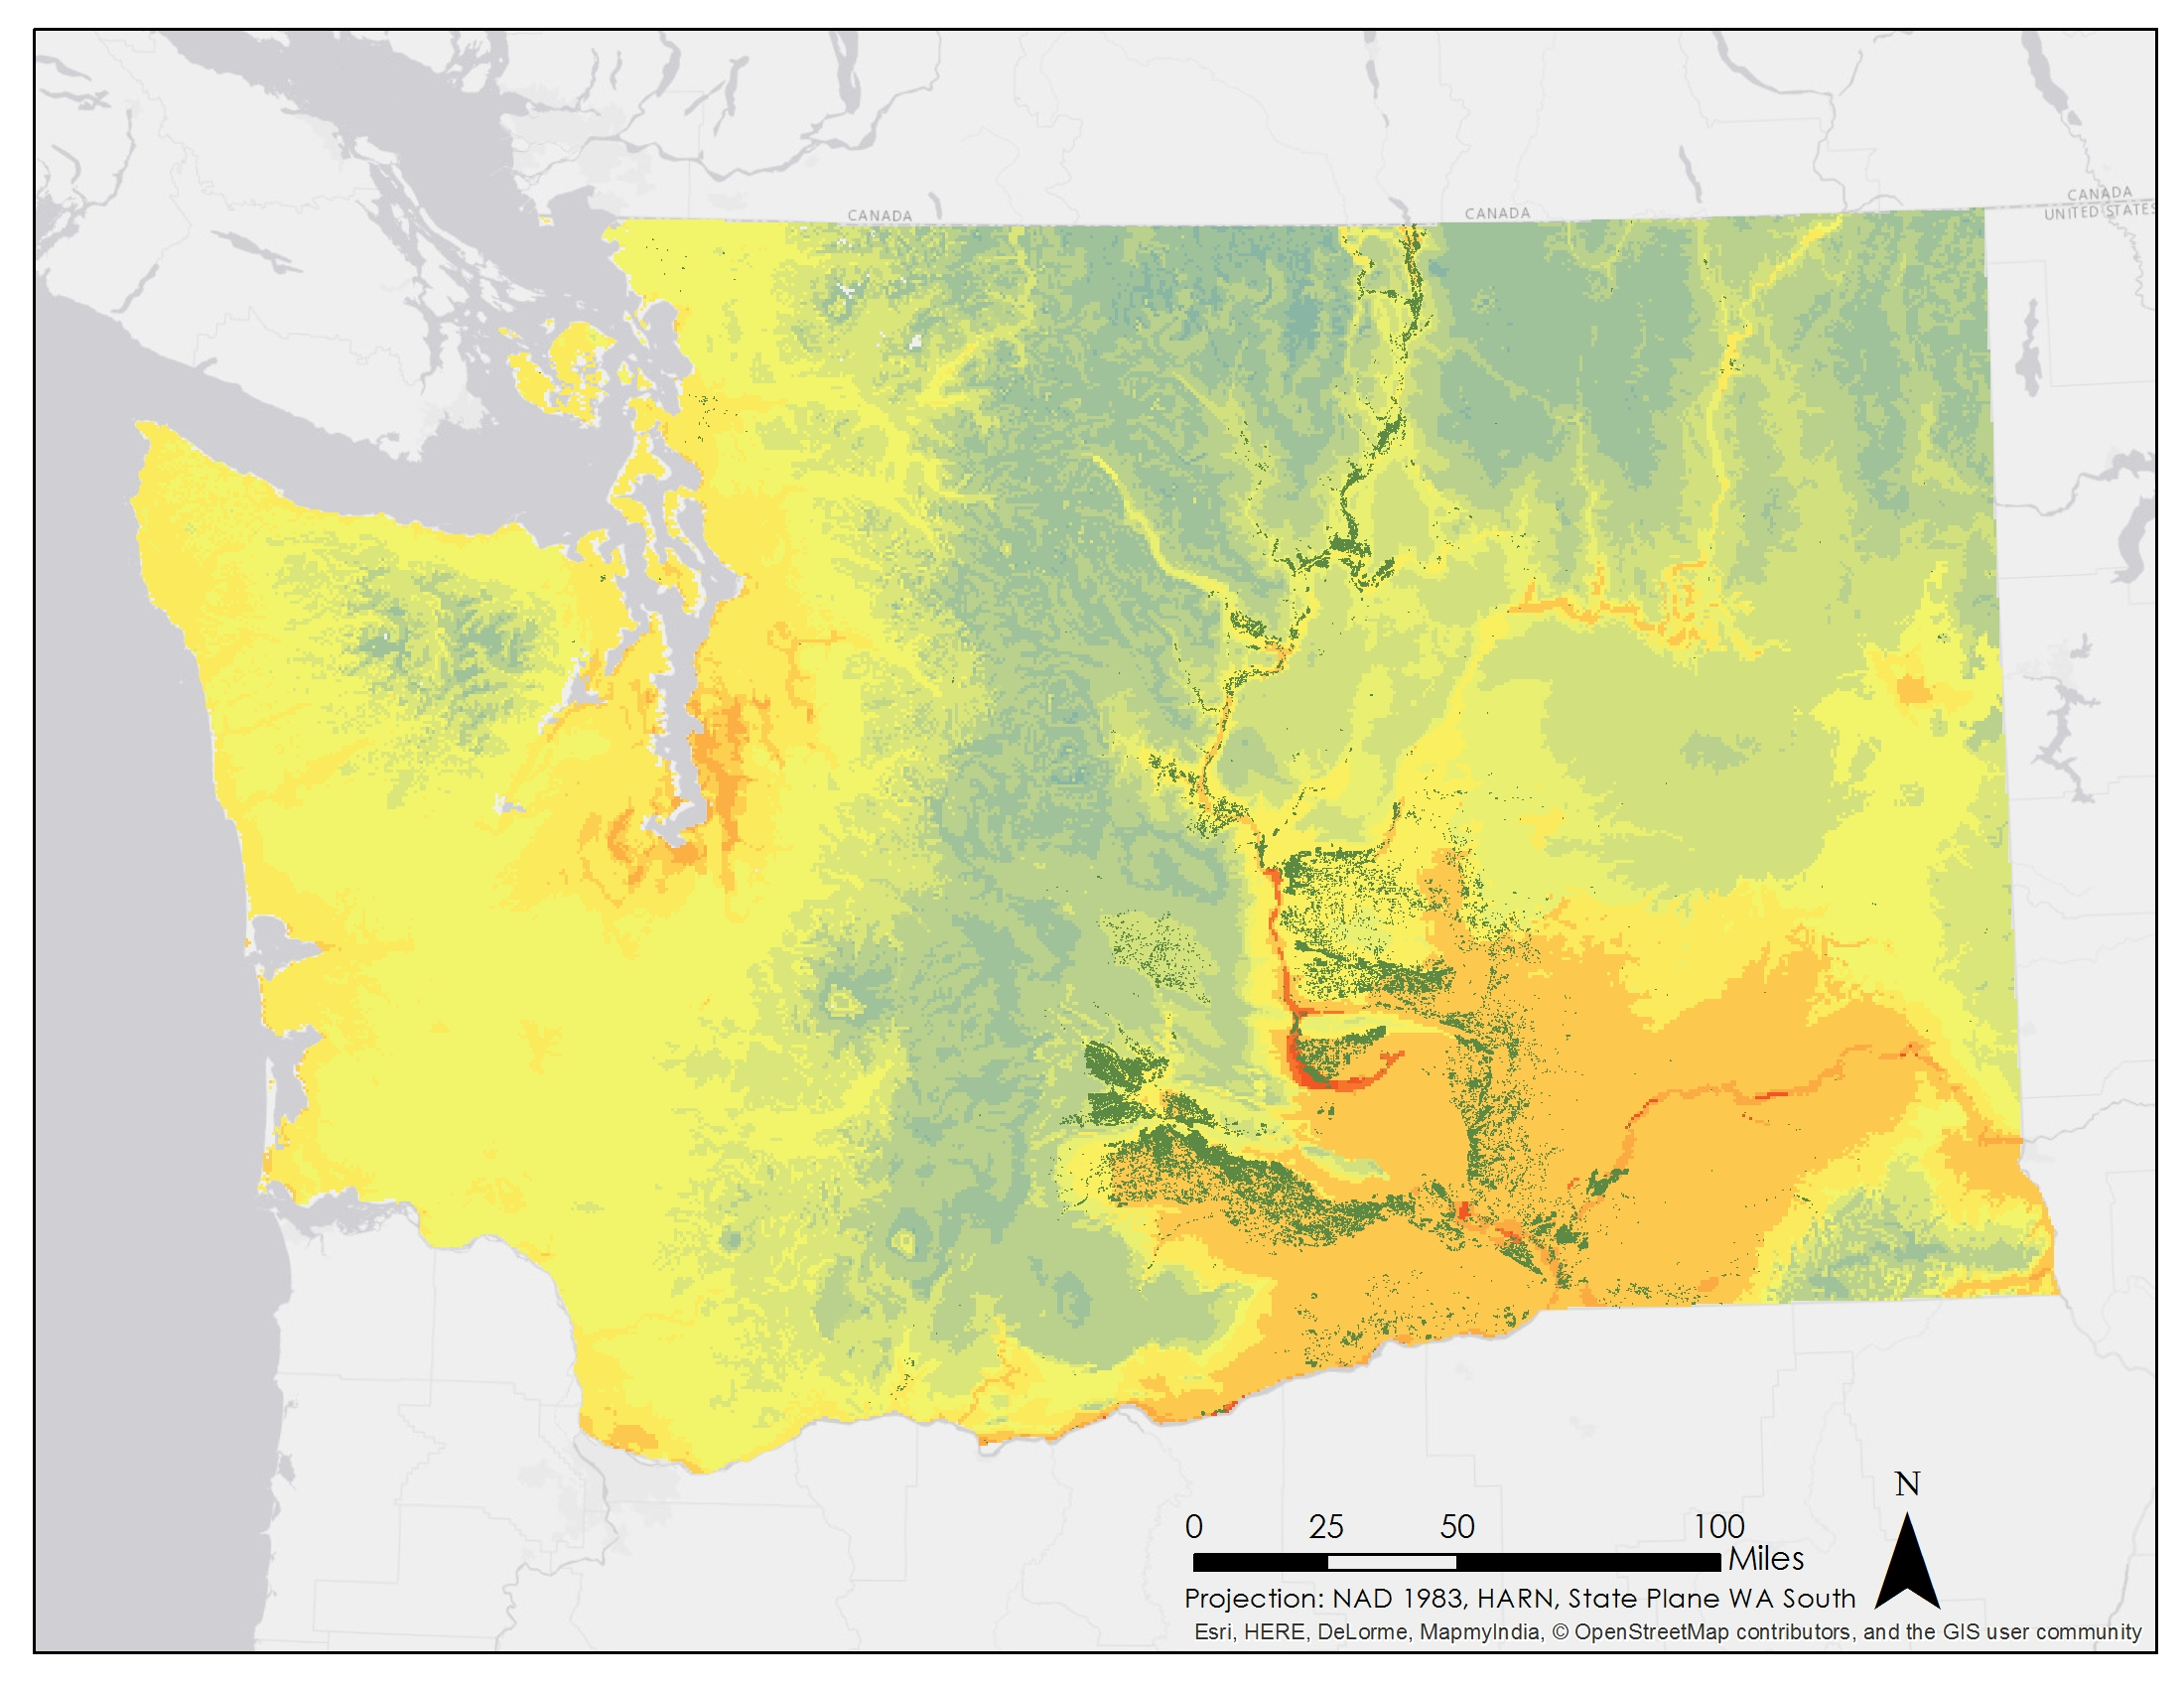 CANADA
CANADA
CANADA
UNITED STATES
N
0 25 50 100
Miles
Projection: NAD 1983, HARN, State Plane WA South
Esri, HERE, DeLorme, MapmyIndia, © OpenStreetMap contributors, and the GIS user community